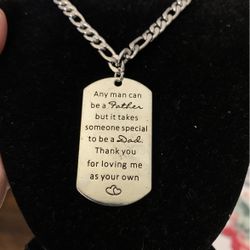 Any man can
be a Father
but it takes
someone special
to be a Dad.
Thank you
for loving me
as your own